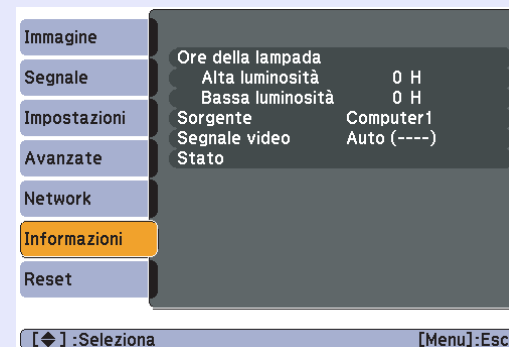 Immagine
Segnale
Impostazioni
Avanzate
Network
Informazioni
Reset
Ore della lampada
Alta luminosità 0 H
Bassa luminosità 0 H
Sorgente Computer1
Segnale video Auto (----)
Stato
[◆] :Seleziona [Menu]:Esc